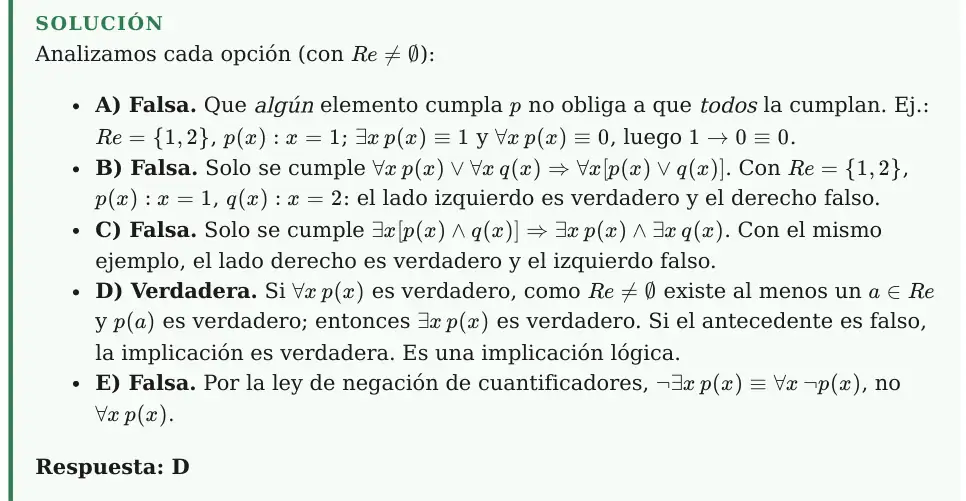 SOLUCIÓN
Analizamos cada opción (con Re ≠ ∅):
• A) Falsa. Que algún elemento cumpla p no obliga a que todos la cumplan. Ej.:
Re = {1, 2}, p(x) : x = 1; ∃x p(x) ≡ 1 y ∀x p(x) ≡ 0, luego 1 → 0 ≡ 0.
• B) Falsa. Solo se cumple ∀x p(x) ∨ ∀x q(x) ⇒ ∀x[p(x) ∨ q(x)]. Con Re = {1, 2},
p(x) : x = 1, q(x) : x = 2: el lado izquierdo es verdadero y el derecho falso.
• C) Falsa. Solo se cumple ∃x[p(x) ∧ q(x)] ⇒ ∃x p(x) ∧ ∃x q(x). Con el mismo
ejemplo, el lado derecho es verdadero y el izquierdo falso.
• D) Verdadera. Si ∀x p(x) es verdadero, como Re ≠ ∅ existe al menos un a ∈ Re
y p(a) es verdadero; entonces ∃x p(x) es verdadero. Si el antecedente es falso,
la implicación es verdadera. Es una implicación lógica.
• E) Falsa. Por la ley de negación de cuantificadores, ¬∃x p(x) ≡ ∀x ¬p(x), no
∀x p(x).
Respuesta: D